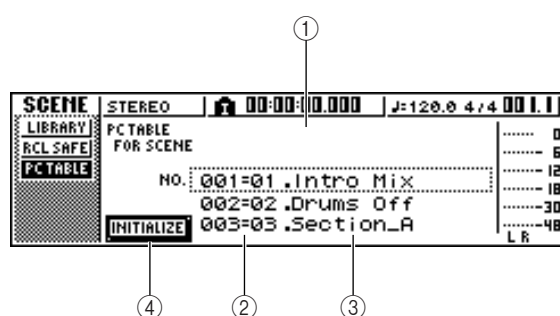 ①
SCENE STEREO 00:00:00.000 ♩=120.0 4/4 001.1
LIBRARY
RCL SAFE
PC TABLE
PC TABLE
FOR SCENE
NO. 001=01.Intro Mix
002=02.Drums Off
003=03.Section_A
INITIALIZE
0
6
12
18
30
48
L R
④ ② ③